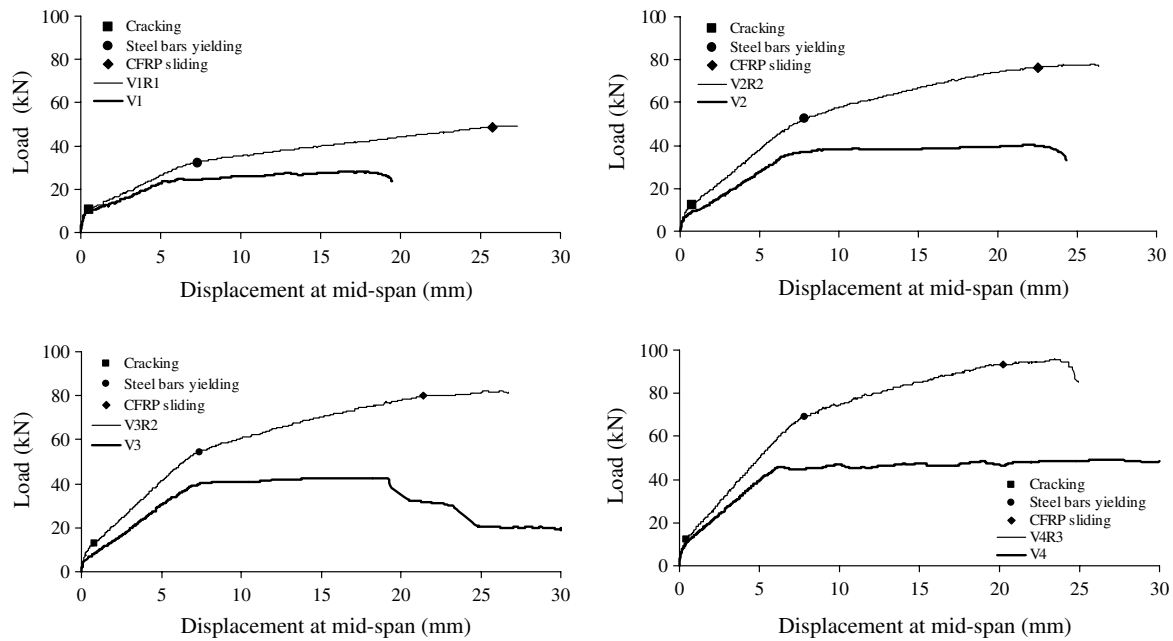 100
80
60
40
20
0
Load (kN)
Cracking
Steel bars yielding
CFRP sliding
V1R1
V1
0 5 10 15 20 25 30
Displacement at mid-span (mm)
100
80
60
40
20
0
Load (kN)
Cracking
Steel bars yielding
CFRP sliding
V2R2
V2
0 5 10 15 20 25 30
Displacement at mid-span (mm)
100
80
60
40
20
0
Load (kN)
Cracking
Steel bars yielding
CFRP sliding
V3R2
V3
0 5 10 15 20 25 30
Displacement at mid-span (mm)
100
80
60
40
20
0
Load (kN)
Cracking
Steel bars yielding
CFRP sliding
V4R3
V4
0 5 10 15 20 25 30
Displacement at mid-span (mm)